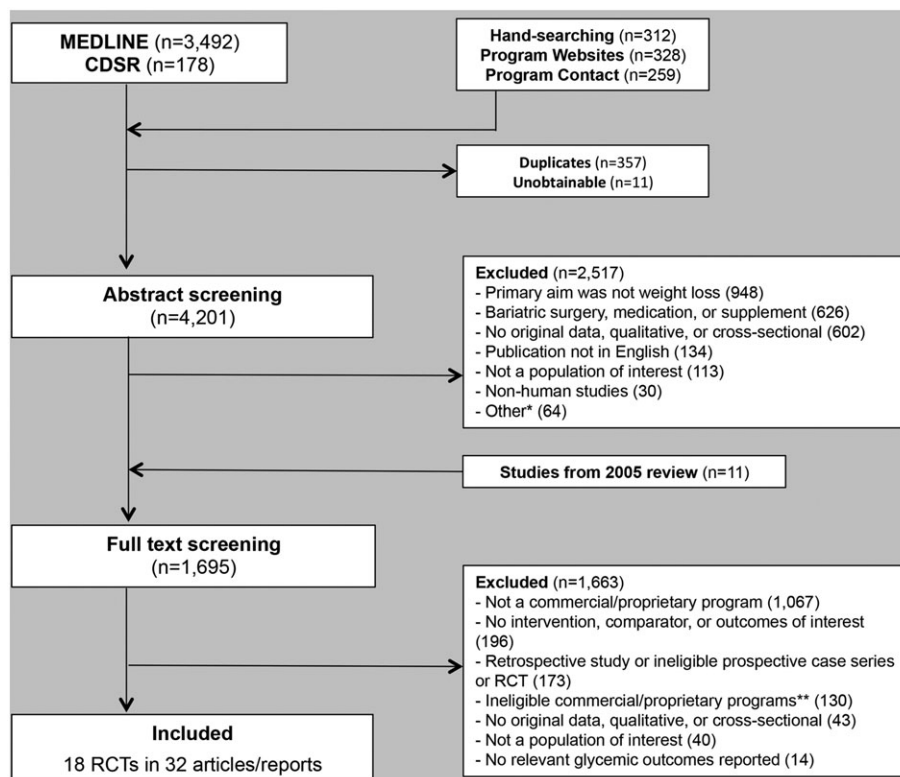 MEDLINE (n=3,492)
CDSR (n=178)
Hand-searching (n=312)
Program Websites (n=328)
Program Contact (n=259)
Duplicates (n=357)
Unobtainable (n=11)
Abstract screening
(n=4,201)
Excluded (n=2,517)
- Primary aim was not weight loss (948)
- Bariatric surgery, medication, or supplement (626)
- No original data, qualitative, or cross-sectional (602)
- Publication not in English (134)
- Not a population of interest (113)
- Non-human studies (30)
- Other* (64)
Studies from 2005 review (n=11)
Full text screening
(n=1,695)
Excluded (n=1,663)
- Not a commercial/proprietary program (1,067)
- No intervention, comparator, or outcomes of interest
(196)
- Retrospective study or ineligible prospective case series
or RCT (173)
- Ineligible commercial/proprietary programs** (130)
- No original data, qualitative, or cross-sectional (43)
- Not a population of interest (40)
- No relevant glycemic outcomes reported (14)
Included
18 RCTs in 32 articles/reports